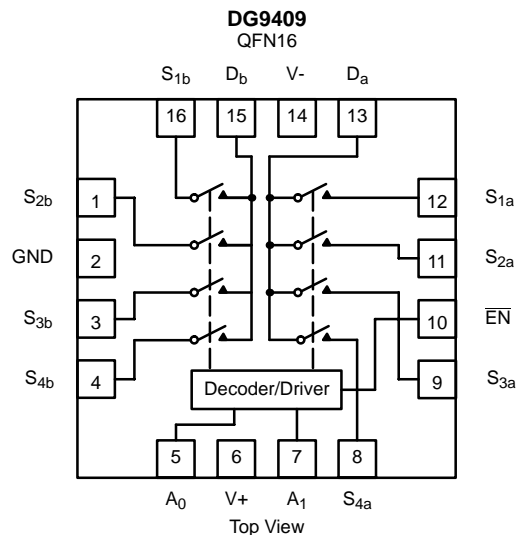 DG9409
QFN16
S1b Db V- Da
16 15 14 13
S2b 1 12 S1a
GND 2 11 S2a
S3b 3 10 E̅N̅
S4b 4 9 S3a
Decoder/Driver
5 6 7 8
A0 V+ A1 S4a
Top View